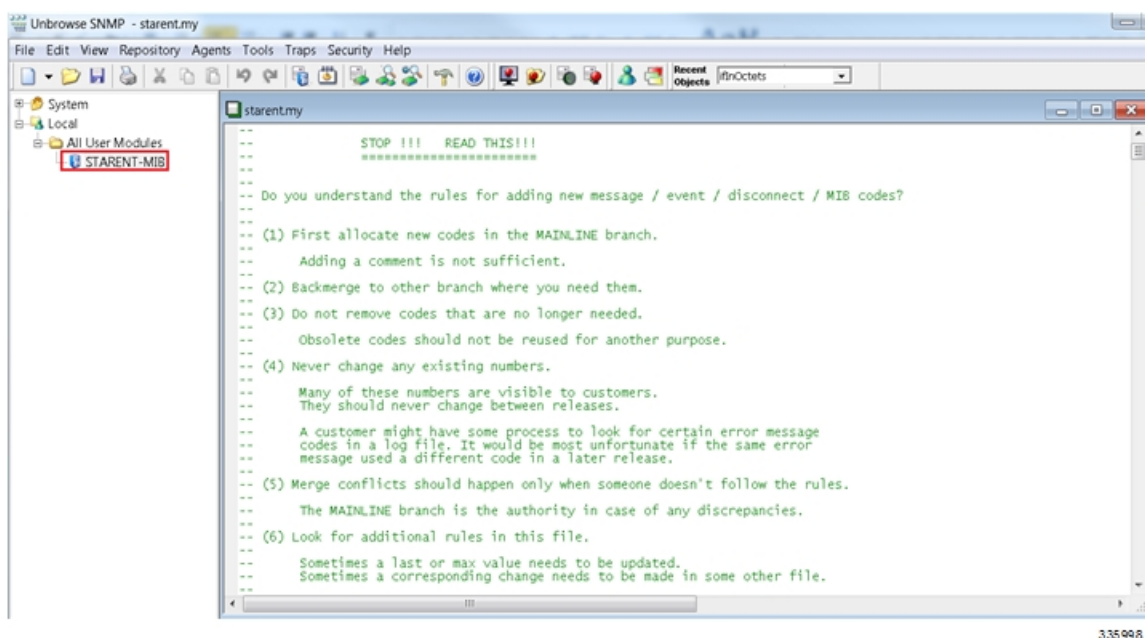 Unbrowse SNMP - starent.my
File Edit View Repository Agents Tools Traps Security Help
Recent Objects ifInOctets
System
Local
All User Modules
STARENT-MIB
starent.my
--
-- STOP !!! READ THIS!!!
-- =======================
--
--
-- Do you understand the rules for adding new message / event / disconnect / MIB codes?
--
--
-- (1) First allocate new codes in the MAINLINE branch.
--
-- Adding a comment is not sufficient.
--
-- (2) Backmerge to other branch where you need them.
--
-- (3) Do not remove codes that are no longer needed.
--
-- Obsolete codes should not be reused for another purpose.
--
-- (4) Never change any existing numbers.
--
-- Many of these numbers are visible to customers.
-- They should never change between releases.
--
-- A customer might have some process to look for certain error message
-- codes in a log file. It would be most unfortunate if the same error
-- message used a different code in a later release.
--
-- (5) Merge conflicts should happen only when someone doesn't follow the rules.
--
-- The MAINLINE branch is the authority in case of any discrepancies.
--
-- (6) Look for additional rules in this file.
--
-- Sometimes a last or max value needs to be updated.
-- Sometimes a corresponding change needs to be made in some other file.
--
335998